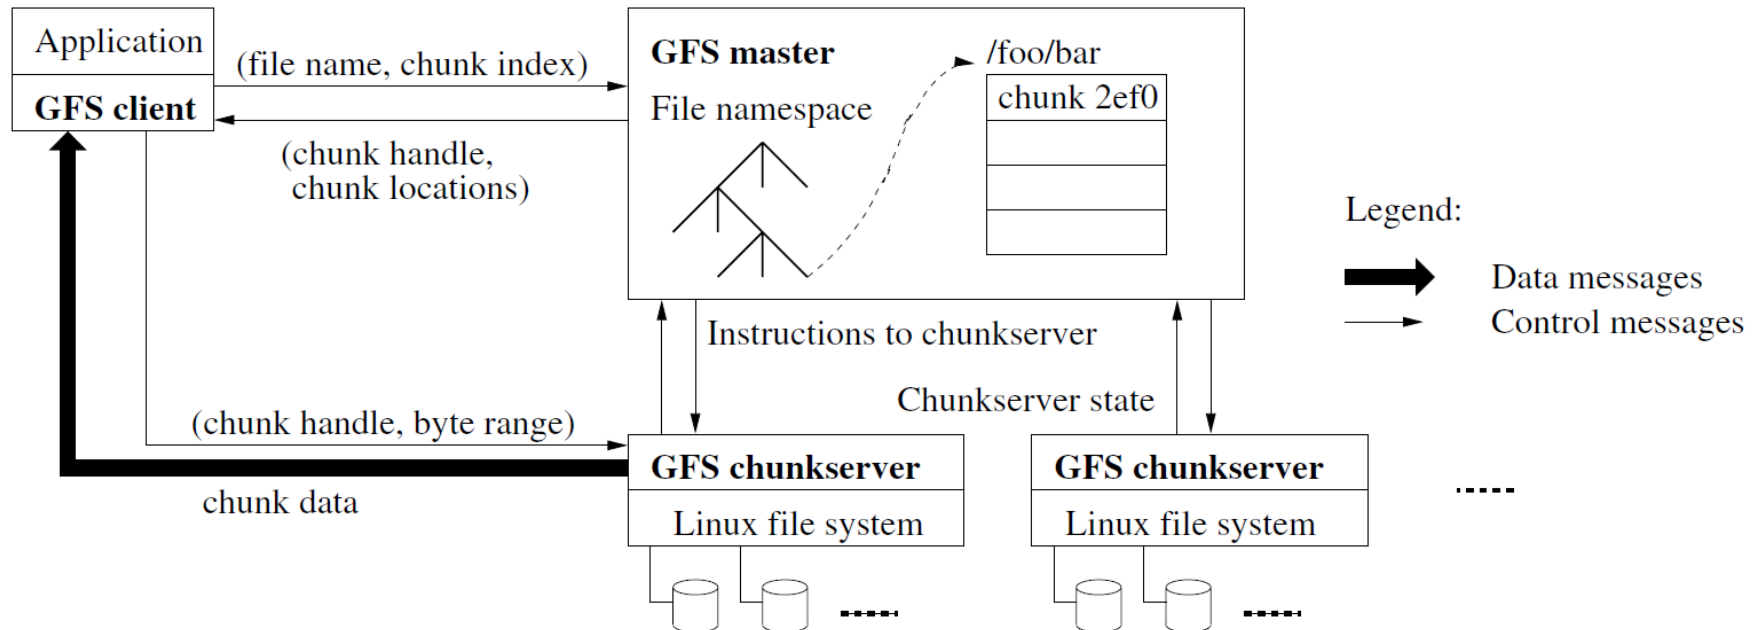 Application
GFS client
(file name, chunk index)
(chunk handle,
chunk locations)
GFS master
File namespace
/foo/bar
chunk 2ef0
Legend:
Data messages
Control messages
Instructions to chunkserver
Chunkserver state
(chunk handle, byte range)
chunk data
GFS chunkserver
Linux file system
GFS chunkserver
Linux file system